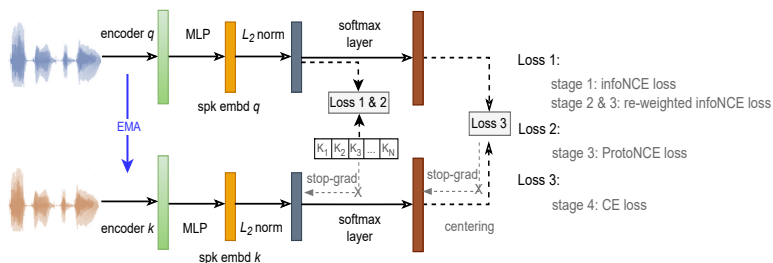 encoder q
MLP
L2 norm
softmax
layer
spk embd q
Loss 1 & 2
EMA
K1 K2 K3 ... KN
stop-grad
X
encoder k
MLP
L2 norm
softmax
layer
spk embd k
Loss 3
stop-grad
X
centering
Loss 1:
stage 1: infoNCE loss
stage 2 & 3: re-weighted infoNCE loss
Loss 2:
stage 3: ProtoNCE loss
Loss 3:
stage 4: CE loss